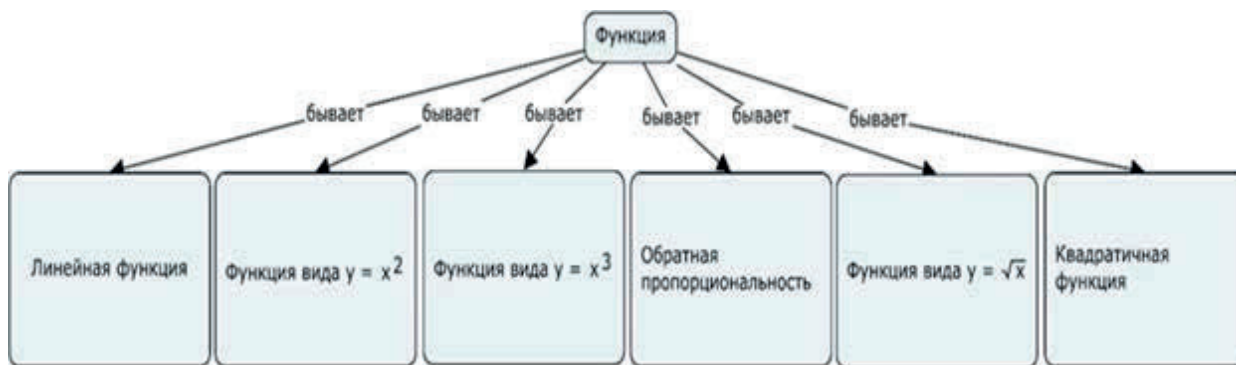 Функция
бывает бывает бывает бывает бывает бывает
Линейная функция
Функция вида y = x²
Функция вида y = x³
Обратная
пропорциональность
Функция вида y = √x
Квадратичная
функция